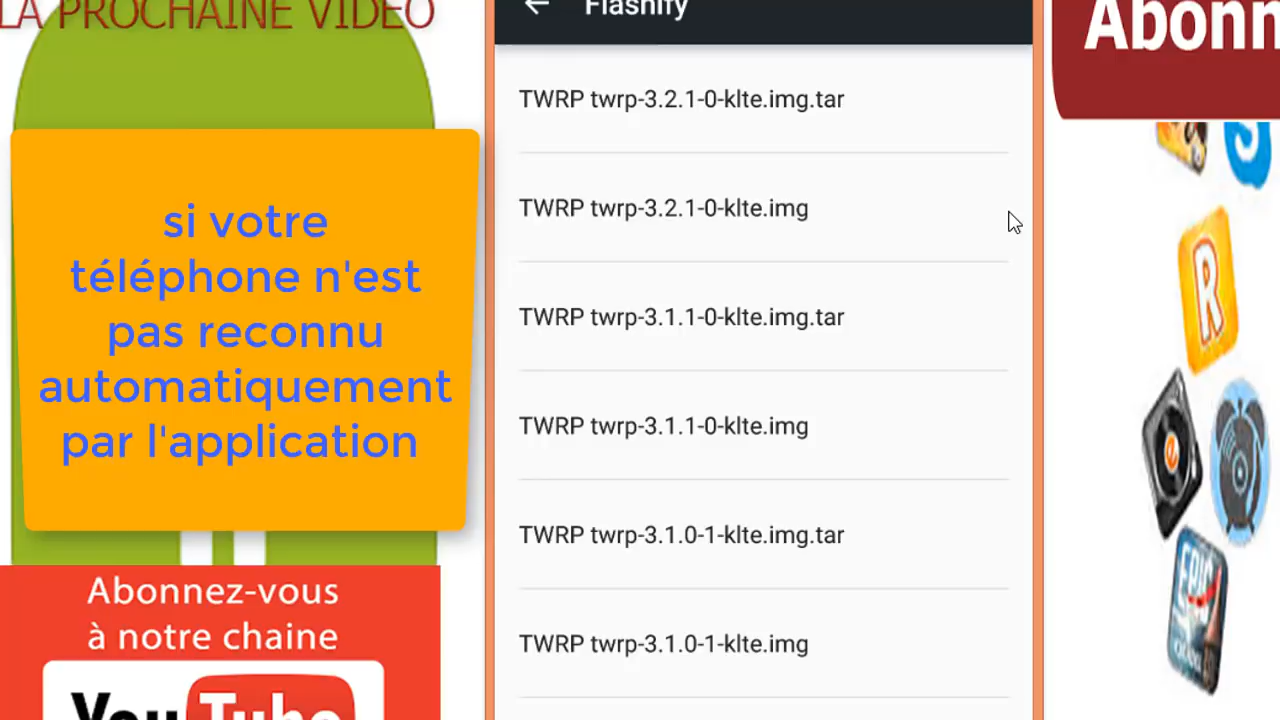 LA PROCHAINE VIDEO
si votre
téléphone n'est
pas reconnu
automatiquement
par l'application
Abonnez-vous
à notre chaine
YouTube
Flashify
TWRP twrp-3.2.1-0-klte.img.tar
TWRP twrp-3.2.1-0-klte.img
TWRP twrp-3.1.1-0-klte.img.tar
TWRP twrp-3.1.1-0-klte.img
TWRP twrp-3.1.0-1-klte.img.tar
TWRP twrp-3.1.0-1-klte.img
Abonn
S
R
e
EPIC